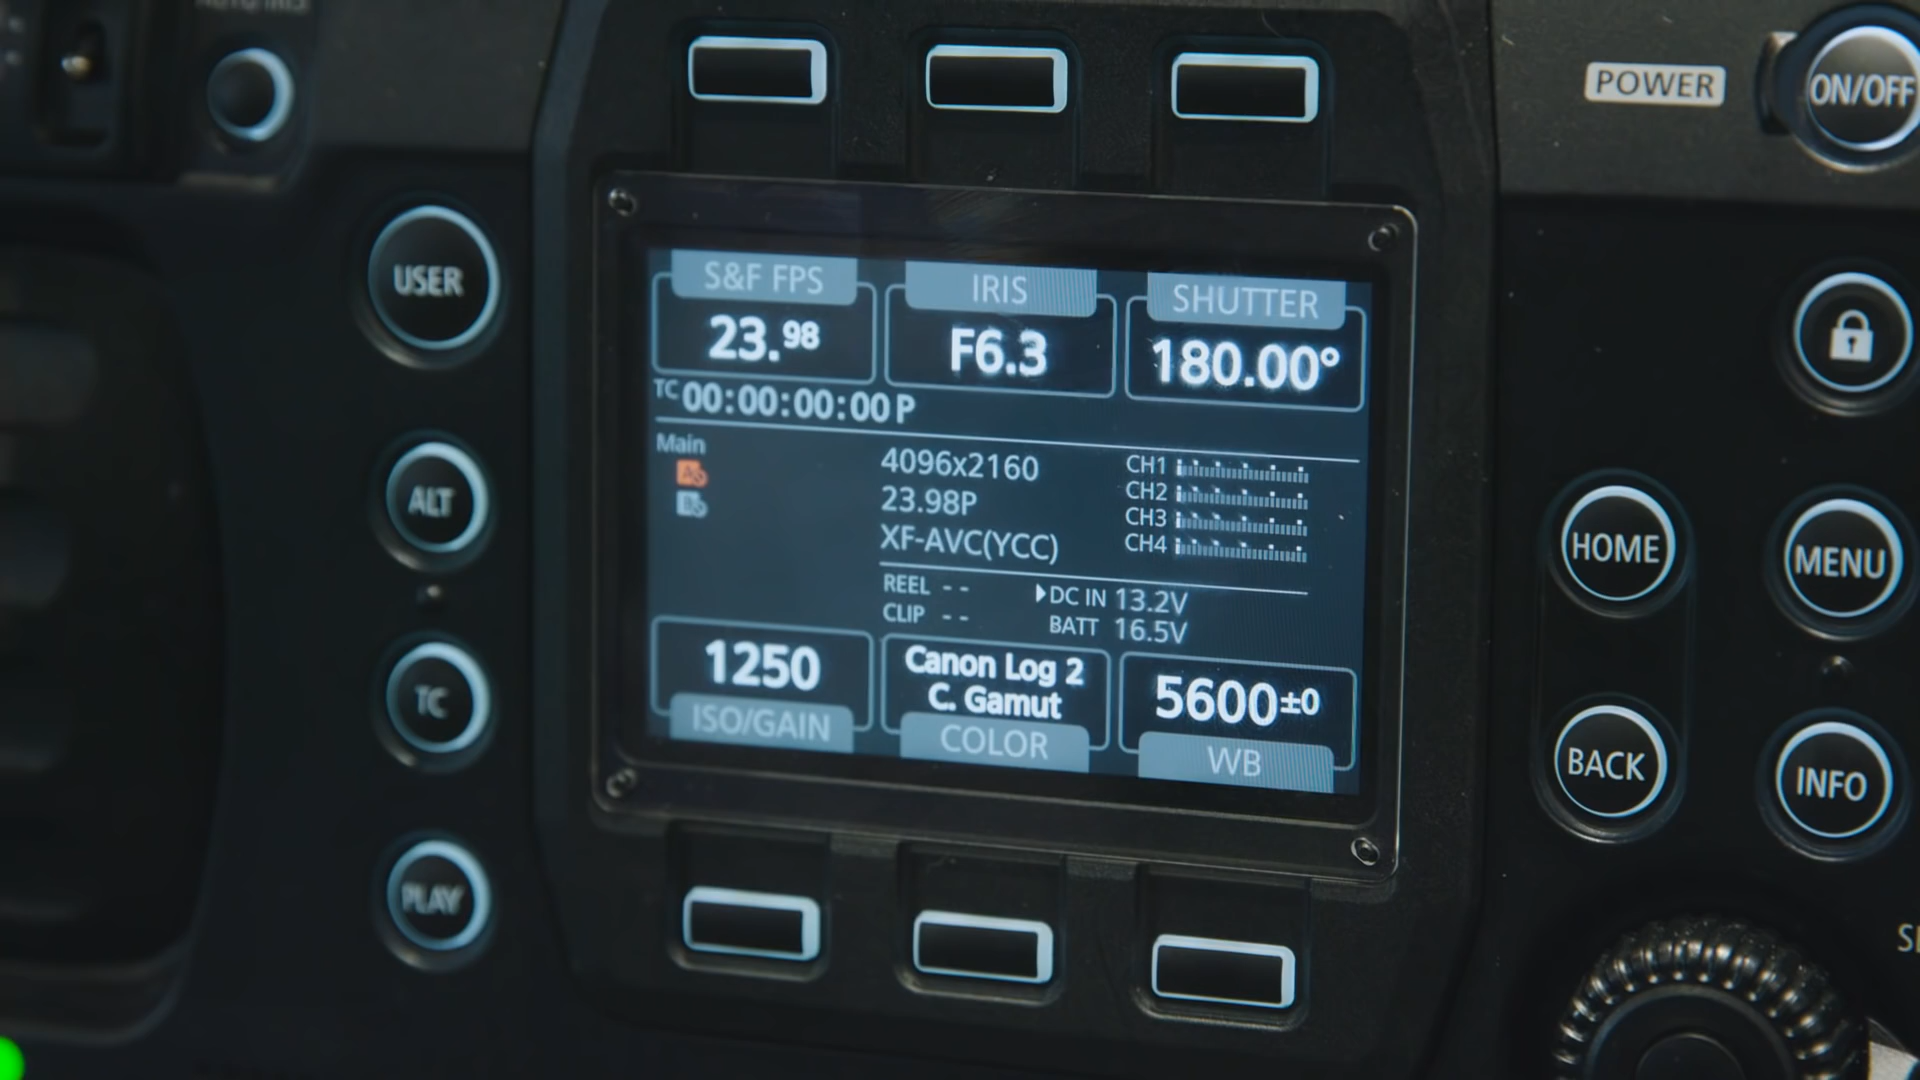 AUTO IRIS
POWER
ON/OFF
USER
S&F FPS
IRIS
SHUTTER
23.98
F6.3
180.00°
TC 00:00:00:00 P
Main
4096x2160
23.98P
XF-AVC(YCC)
CH1
CH2
CH3
CH4
REEL - -
CLIP - -
DC IN 13.2V
BATT 16.5V
1250
Canon Log 2
C. Gamut
5600±0
ISO/GAIN
COLOR
WB
ALT
TC
PLAY
HOME
MENU
BACK
INFO